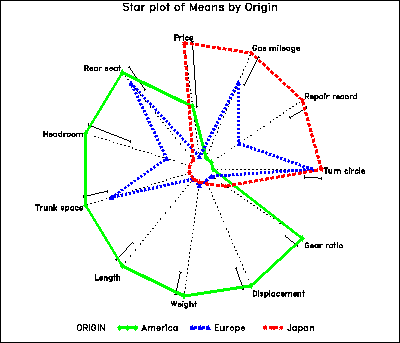 Star plot of Means by Origin
Price
Gas mileage
Rear seat
Repair record
Headroom
Turn circle
Trunk space
Gear ratio
Length
Displacement
Weight
ORIGIN America Europe Japan